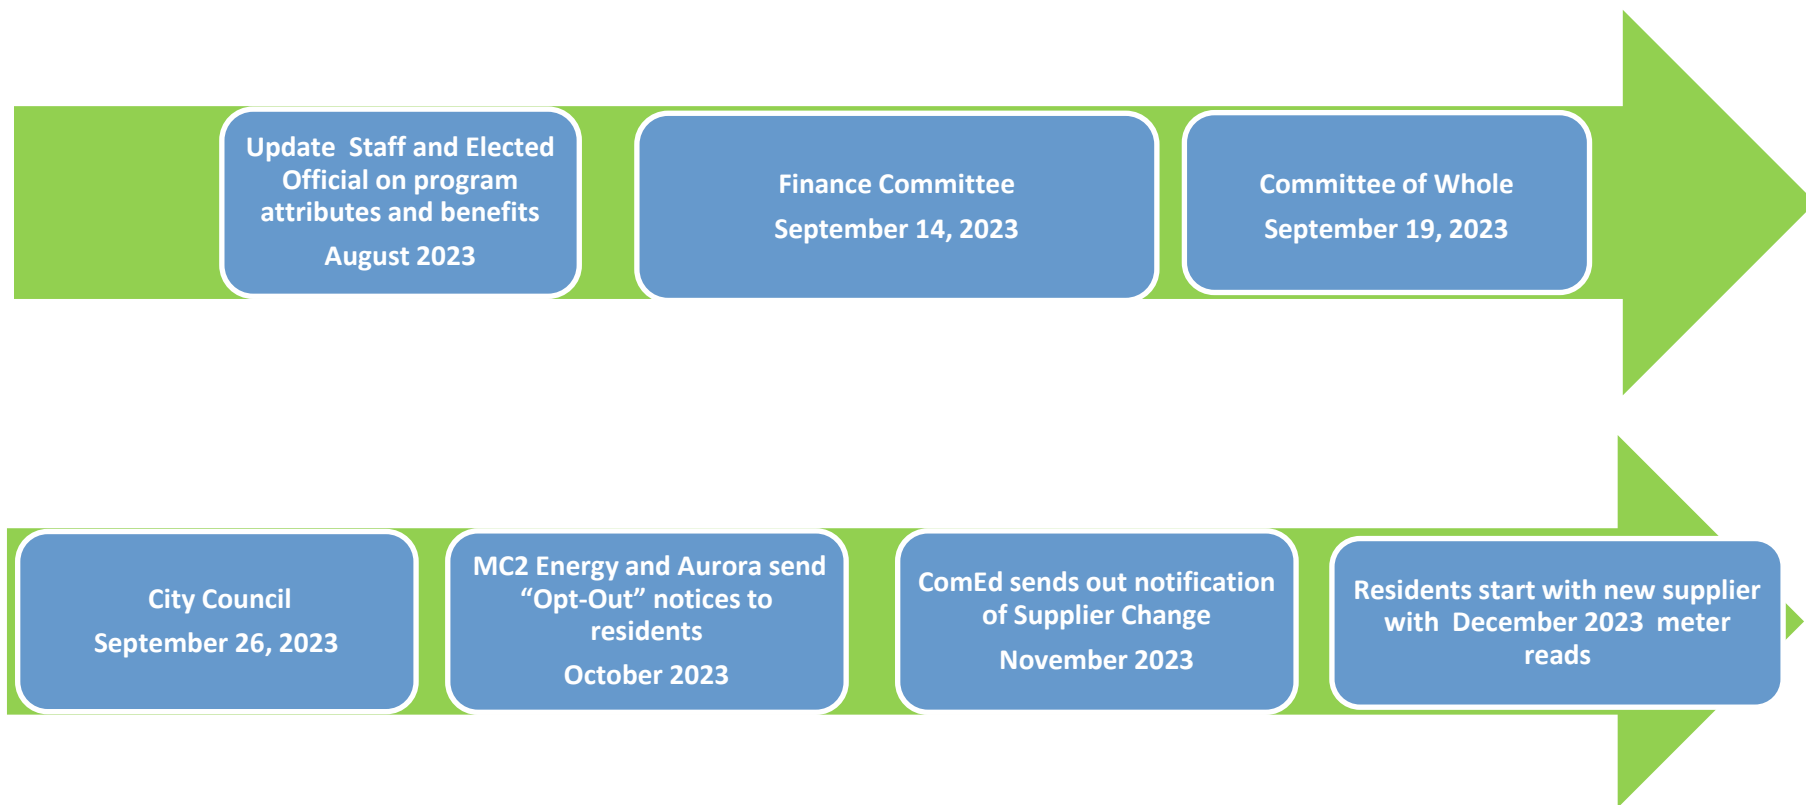 Update Staff and Elected
Official on program
attributes and benefits
August 2023
Finance Committee
September 14, 2023
Committee of Whole
September 19, 2023
City Council
September 26, 2023
MC2 Energy and Aurora send
“Opt-Out” notices to
residents
October 2023
ComEd sends out notification
of Supplier Change
November 2023
Residents start with new supplier
with December 2023 meter
reads